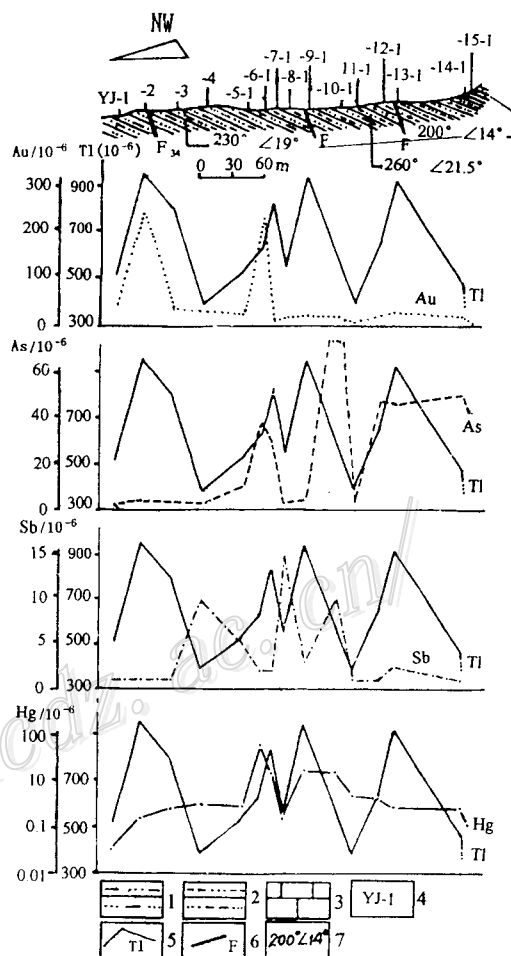 NW
YJ-1 -2 -3 -4 -5-1 -6-1 -7-1 -8-1 -9-1 -10-1 11-1 -12-1 -13-1 -14-1 -15-1
F34 230° ∠19° F F 200° ∠14°
260° ∠21.5°
0 30 60 m
Au/10-6 Tl(10-6)
300 900
200 700
100 500
0 300
Au
Tl
As/10-6
60
40 700
20 500
0 300
As
Tl
Sb/10-6
15 900
10 700
5 500
0 300
Sb
Tl
Hg/10-6
100
10 700
0.1 500
0.01 300
Hg
Tl
cdz.ac.cn/
1 2 3 YJ-1 4
Tl 5 F 6 200°∠14° 7